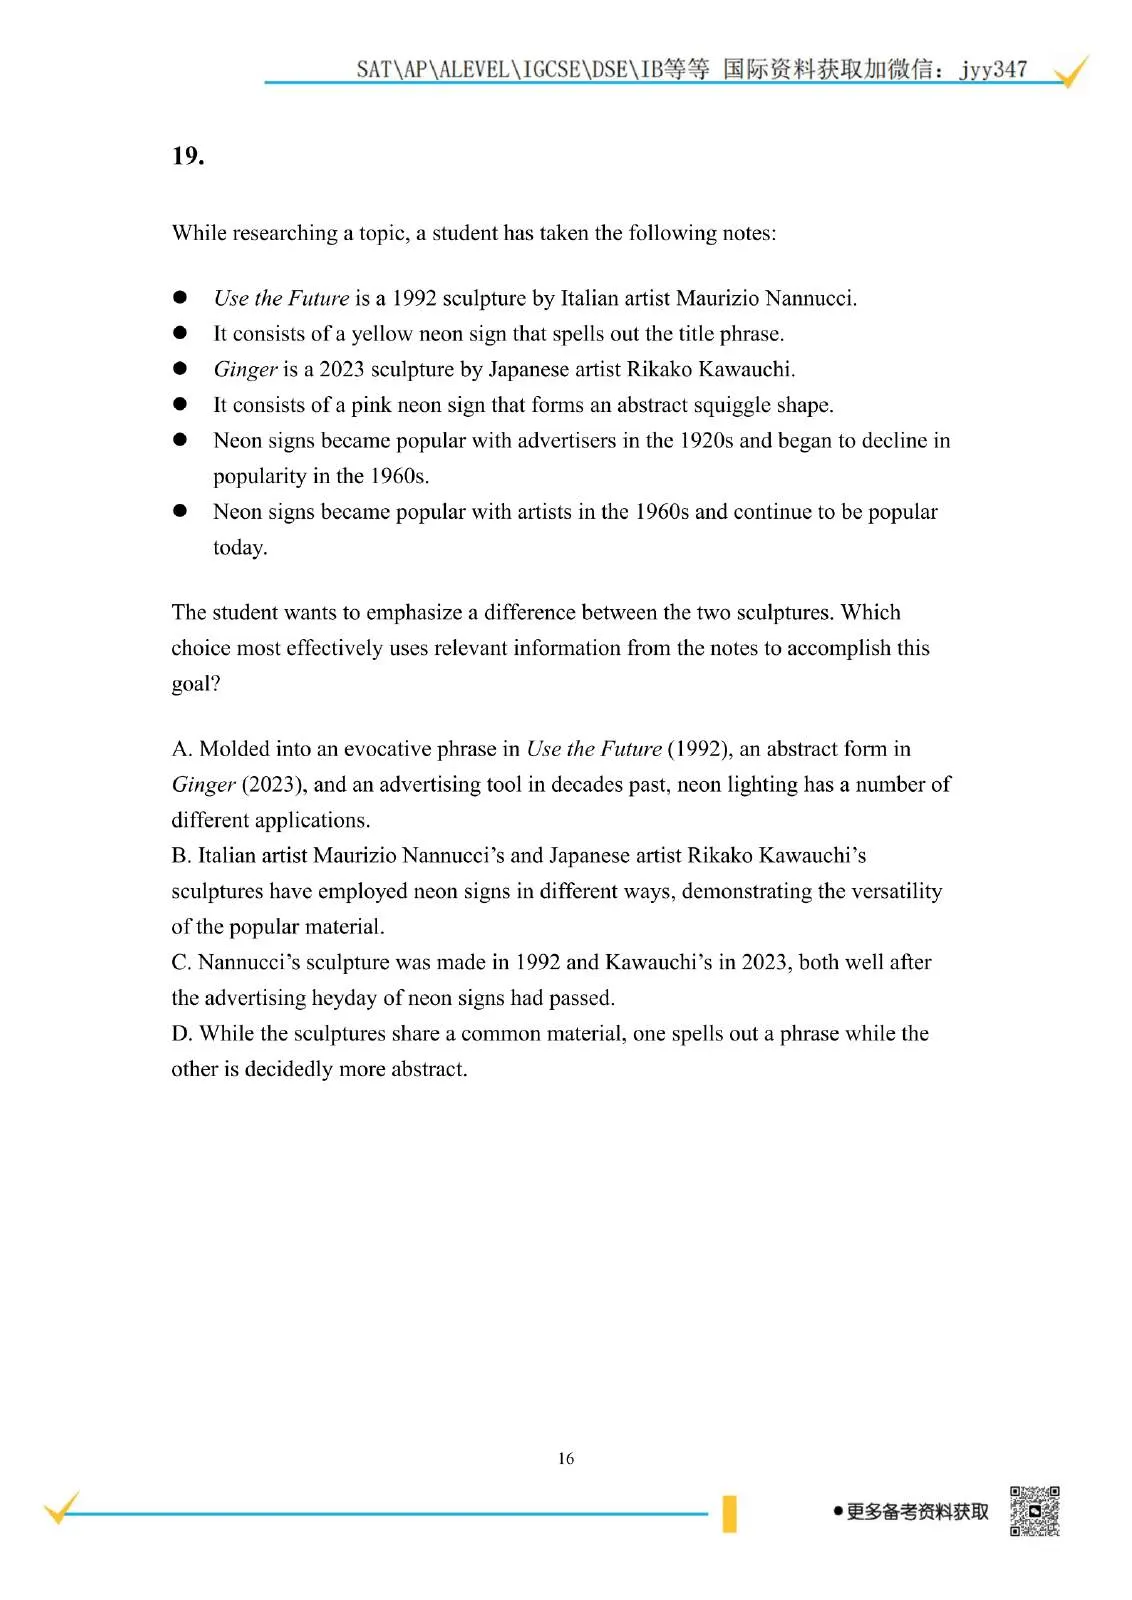 SAT\AP\ALEVEL\IGCSE\DSE\IB等等 国际资料获取加微信：jyy347
19.
While researching a topic, a student has taken the following notes:
● Use the Future is a 1992 sculpture by Italian artist Maurizio Nannucci.
● It consists of a yellow neon sign that spells out the title phrase.
● Ginger is a 2023 sculpture by Japanese artist Rikako Kawauchi.
● It consists of a pink neon sign that forms an abstract squiggle shape.
● Neon signs became popular with advertisers in the 1920s and began to decline in
popularity in the 1960s.
● Neon signs became popular with artists in the 1960s and continue to be popular
today.
The student wants to emphasize a difference between the two sculptures. Which
choice most effectively uses relevant information from the notes to accomplish this
goal?
A. Molded into an evocative phrase in Use the Future (1992), an abstract form in
Ginger (2023), and an advertising tool in decades past, neon lighting has a number of
different applications.
B. Italian artist Maurizio Nannucci’s and Japanese artist Rikako Kawauchi’s
sculptures have employed neon signs in different ways, demonstrating the versatility
of the popular material.
C. Nannucci’s sculpture was made in 1992 and Kawauchi’s in 2023, both well after
the advertising heyday of neon signs had passed.
D. While the sculptures share a common material, one spells out a phrase while the
other is decidedly more abstract.
16
●更多备考资料获取